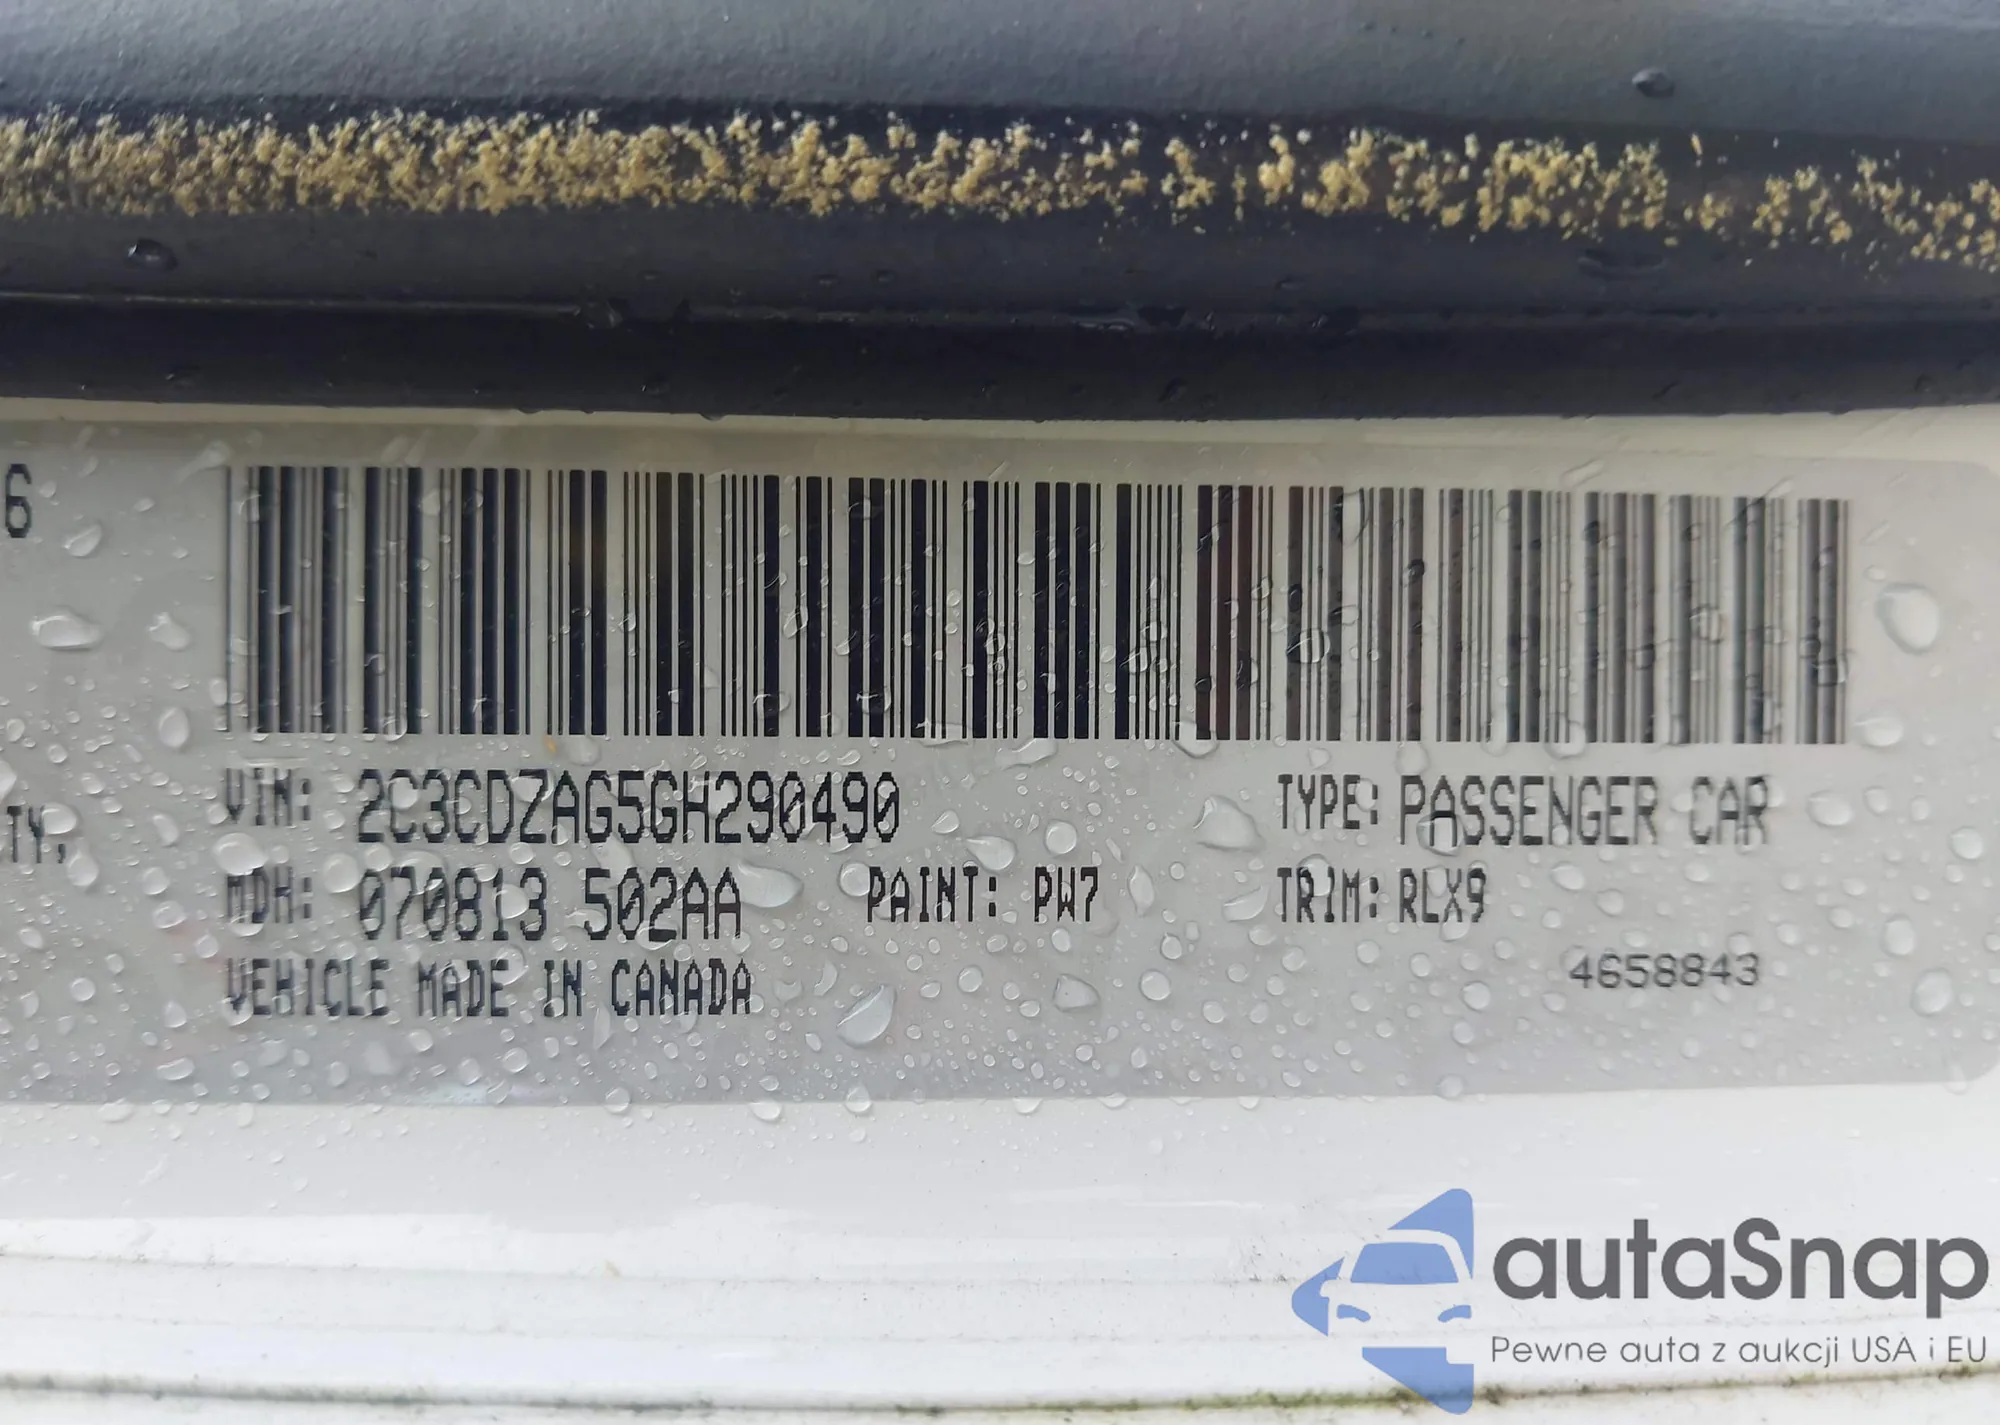 6
TY,
VIN: 2C3CDZAG5GH290490
TYPE: PASSENGER CAR
MDH: 070813 502AA
PAINT: PW7
TRIM: RLX9
VEHICLE MADE IN CANADA
4658843
autaSnap
Pewne auta z aukcji USA i EU